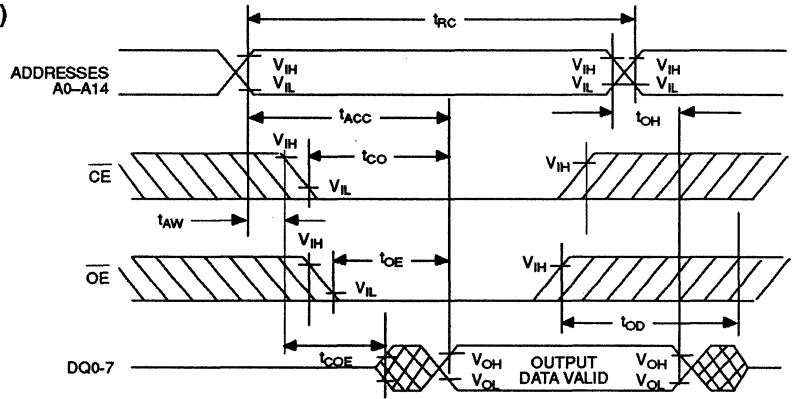 )
tRC
ADDRESSES
A0–A14
VIH
VIL
VIH
VIL
VIH
VIL
tACC
tOH
VIH
tCO
CE
VIL
VIH
tAW
VIH
tOE
OE
VIL
VIH
tOD
tCOE
DQ0-7
VOH
VOL
OUTPUT
DATA VALID
VOH
VOL